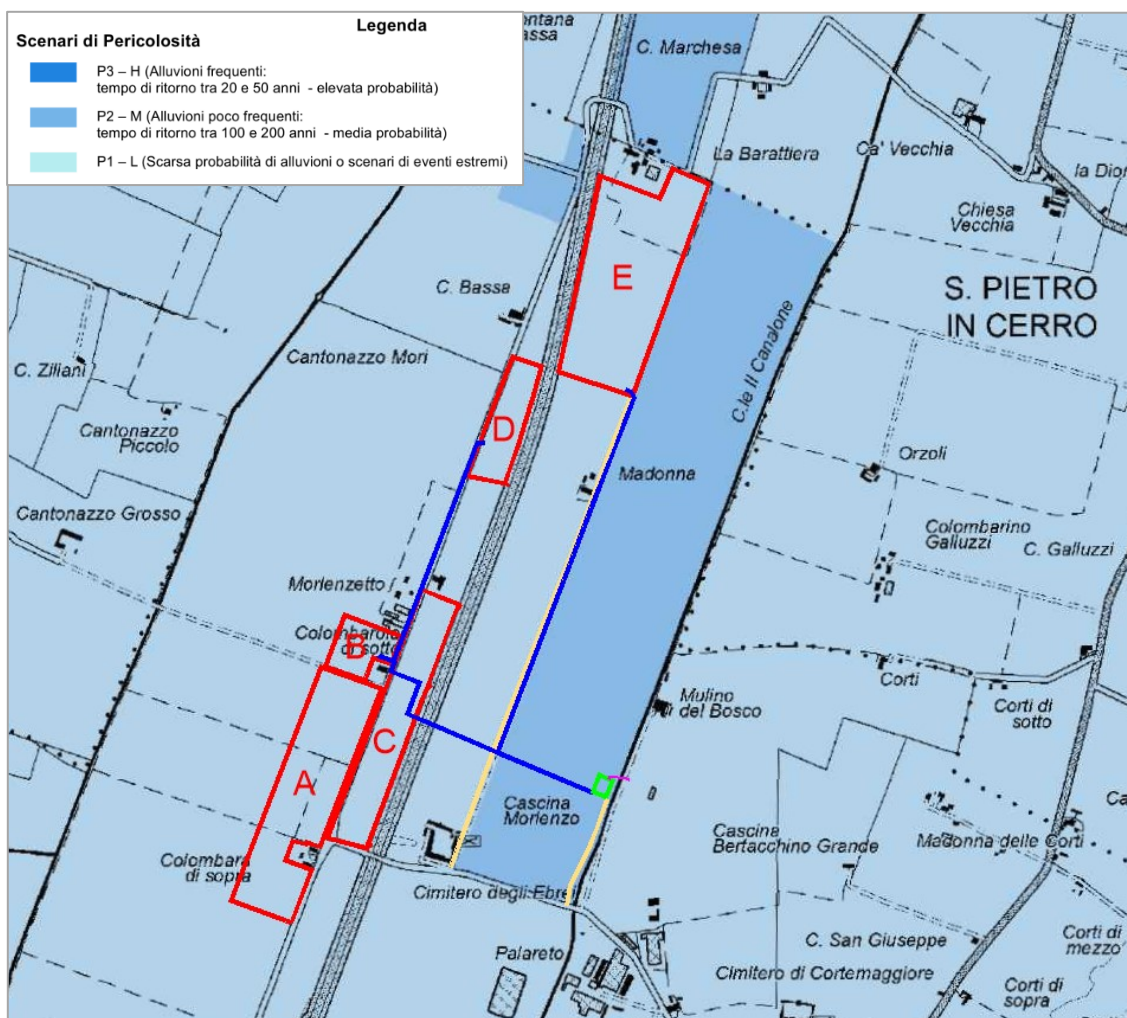 Legenda
Scenari di Pericolosità
P3 – H (Alluvioni frequenti:
tempo di ritorno tra 20 e 50 anni - elevata probabilità)
P2 – M (Alluvioni poco frequenti:
tempo di ritorno tra 100 e 200 anni - media probabilità)
P1 – L (Scarsa probabilità di alluvioni o scenari di eventi estremi)
C. Marchesa
La Barattiera
Ca' Vecchia
Chiesa
Vecchia
C. Bassa
E
S. PIETRO
IN CERRO
C. Ziliani
Cantonazzo Mori
C.le Il Canalone
Cantonazzo
Piccolo
D
Madonna
Orzoli
Cantonazzo Grosso
Colombarino
Galluzzi
C. Galluzzi
Morlenzetto
Colombarola
di sotto
B
Corti
Mulino
del Bosco
Corti di
sotto
C
A
Cascina
Morlenzo
Cascina
Bertacchino Grande
Madonna delle Corti
Colombara
di sopra
Cimitero degli Ebrei
Palareto
C. San Giuseppe
Corti di
mezzo
Cimitero di Cortemaggiore
Corti di
sopra